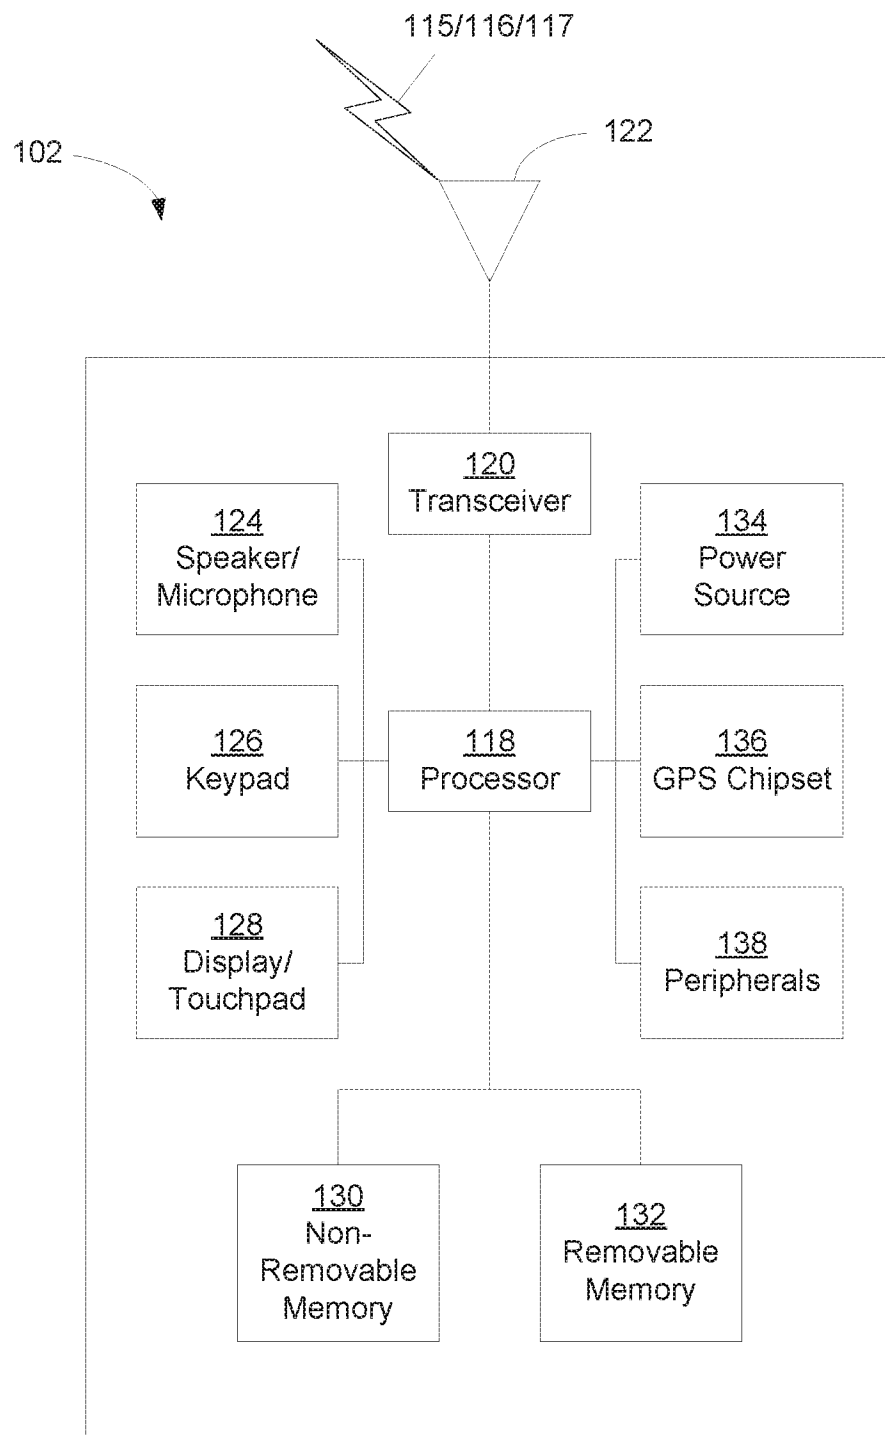 115/116/117
122
102
120
Transceiver
124
Speaker/
Microphone
134
Power
Source
126
Keypad
118
Processor
136
GPS Chipset
128
Display/
Touchpad
138
Peripherals
130
Non-
Removable
Memory
132
Removable
Memory